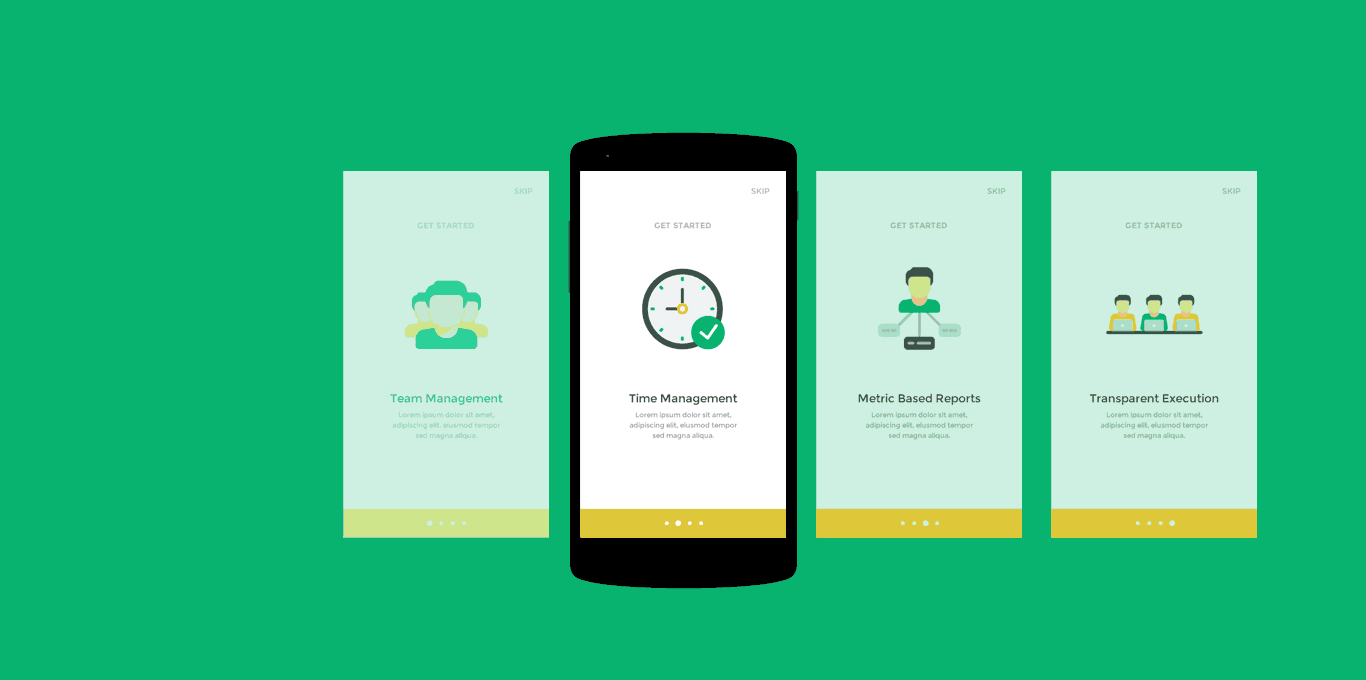 SKIP
GET STARTED
Team Management
Lorem ipsum dolor sit amet,
adipiscing elit, eiusmod tempor
sed magna aliqua.
SKIP
GET STARTED
Time Management
Lorem ipsum dolor sit amet,
adipiscing elit, eiusmod tempor
sed magna aliqua.
SKIP
GET STARTED
Metric Based Reports
Lorem ipsum dolor sit amet,
adipiscing elit, eiusmod tempor
sed magna aliqua.
SKIP
GET STARTED
Transparent Execution
Lorem ipsum dolor sit amet,
adipiscing elit, eiusmod tempor
sed magna aliqua.